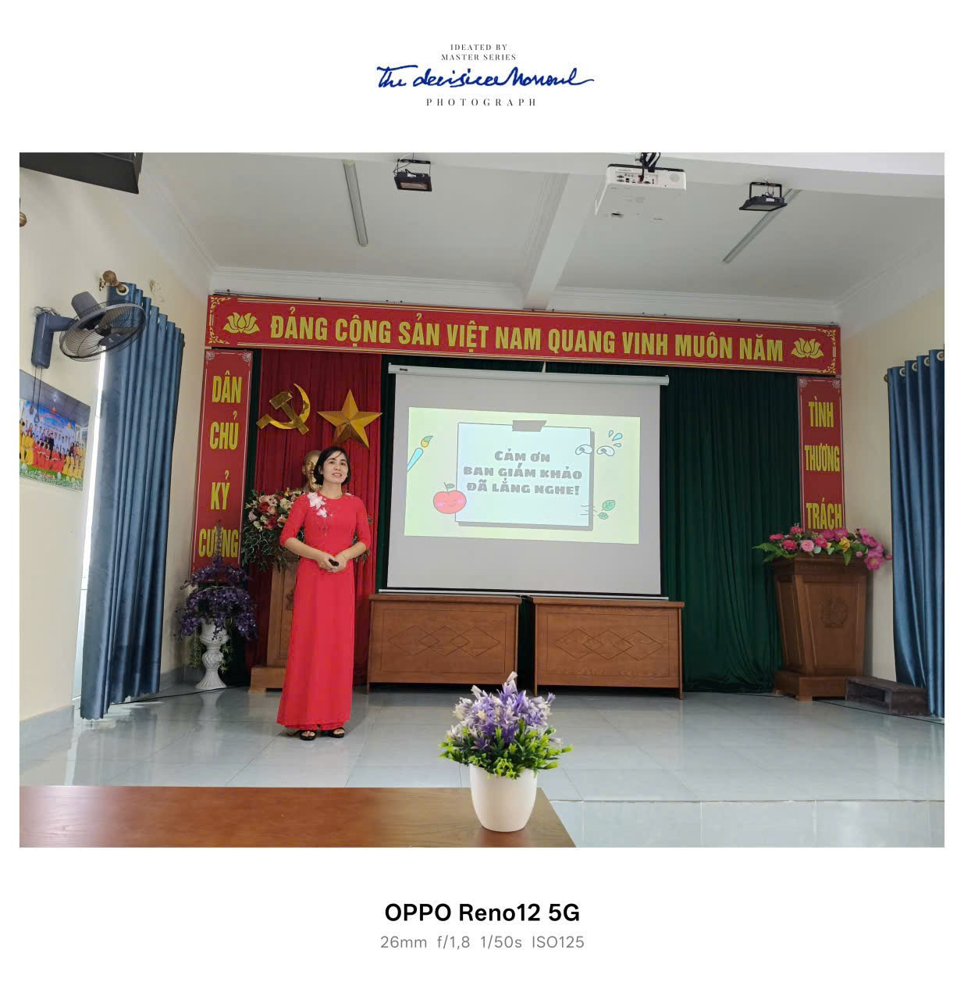 IDEATED BY
MASTER SERIES
The decisive Moment
PHOTOGRAPH
ĐẢNG CỘNG SẢN VIỆT NAM QUANG VINH MUÔN NĂM
DÂN
CHỦ
KỶ
CƯƠNG
CẢM ƠN
BAN GIÁM KHẢO
ĐÃ LẮNG NGHE!
TÌNH
THƯƠNG
TRÁCH
OPPO Reno12 5G
26mm f/1,8 1/50s ISO125